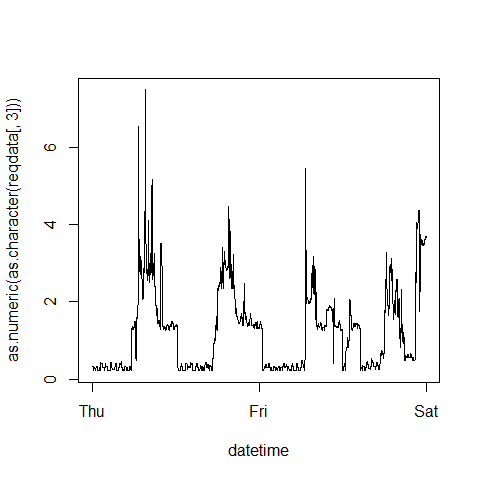 as.numeric(as.character(reqdata[, 3]))
6
4
2
0
Thu Fri Sat
datetime